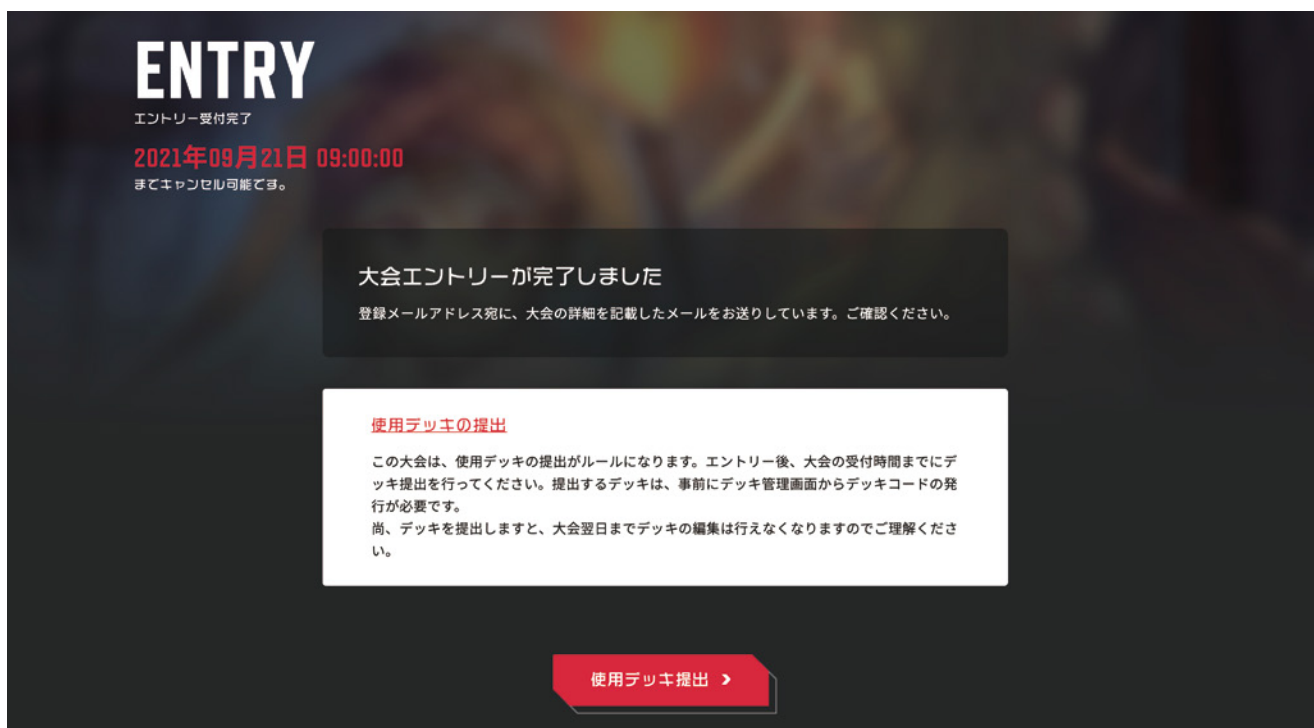 ENTRY
エントリー受付完了
2021年09月21日 09:00:00
までキャンセル可能です。
大会エントリーが完了しました
登録メールアドレス宛に、大会の詳細を記載したメールをお送りしています。ご確認ください。
使用デッキの提出
この大会は、使用デッキの提出がルールになります。エントリー後、大会の受付時間までにデ
ッキ提出を行ってください。提出するデッキは、事前にデッキ管理画面からデッキコードの発
行が必要です。
尚、デッキを提出しますと、大会翌日までデッキの編集は行えなくなりますのでご理解くださ
い。
使用デッキ提出